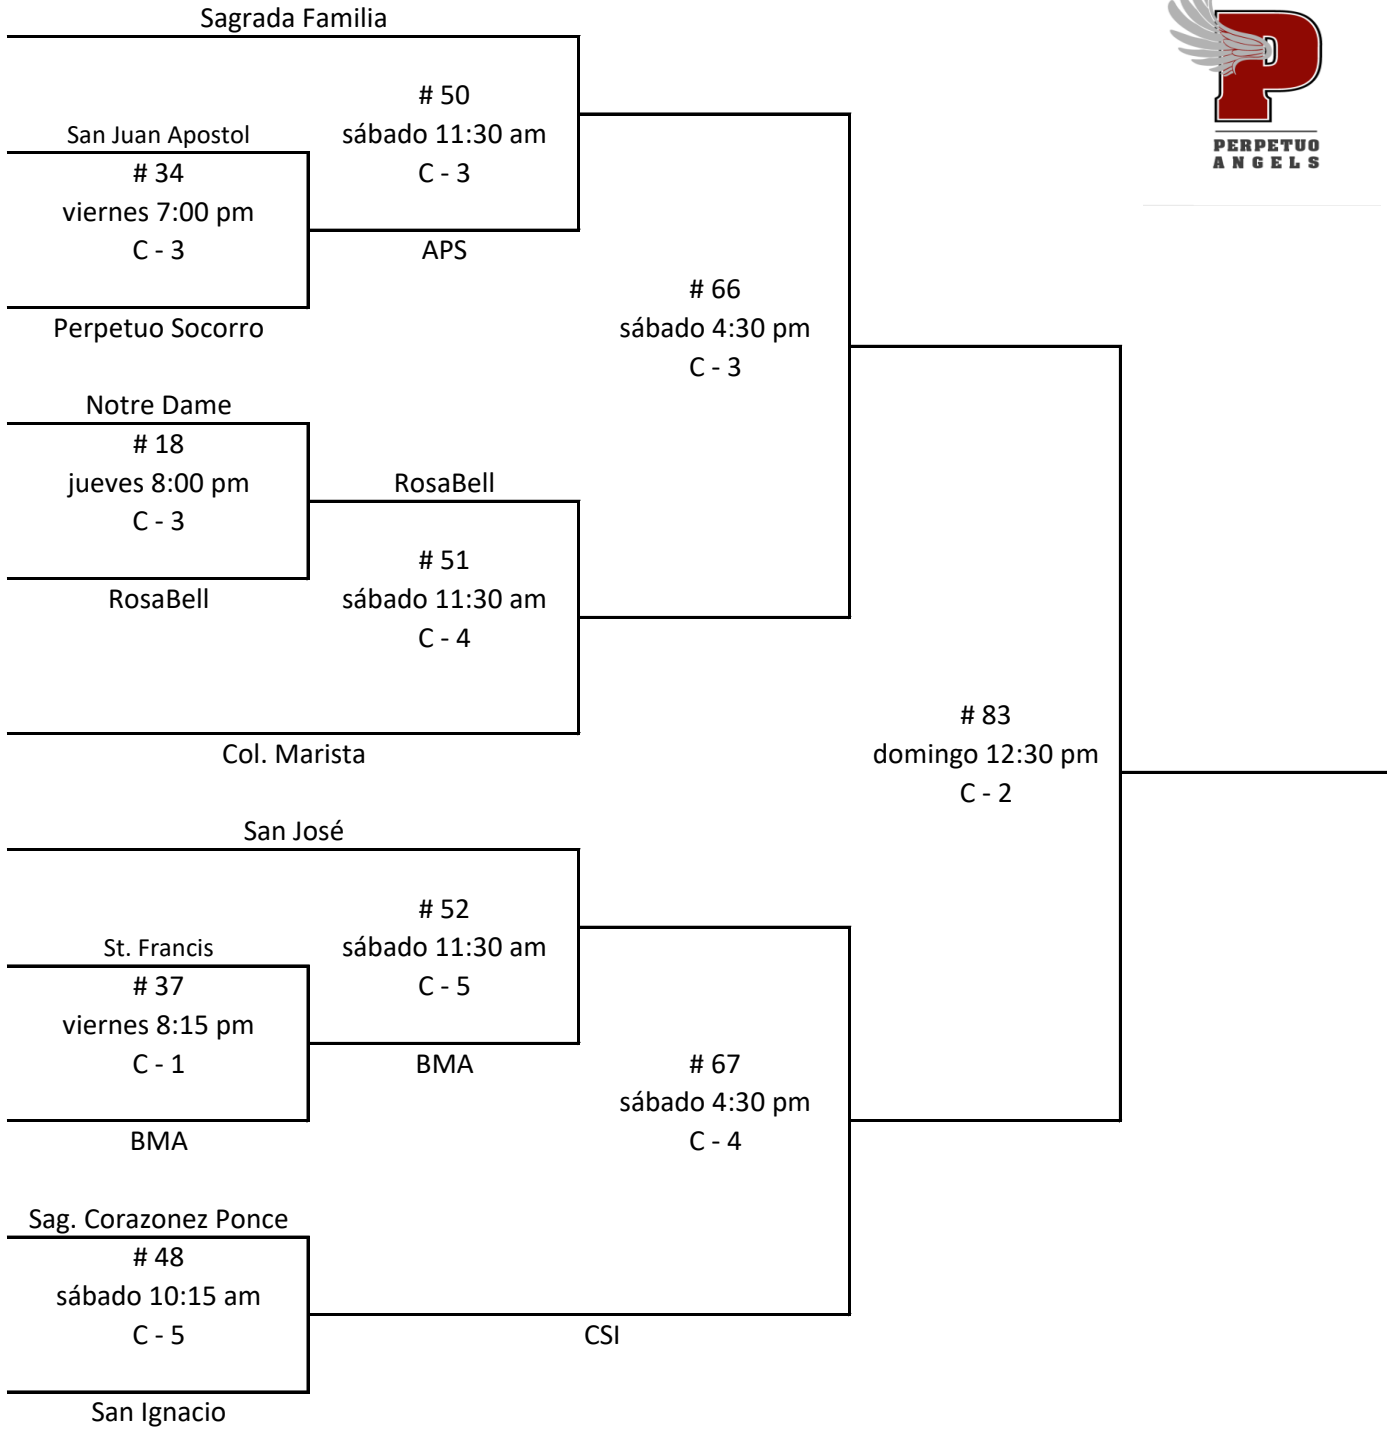 Sagrada Familia
# 50
sábado 11:30 am
C - 3
San Juan Apostol
# 34
viernes 7:00 pm
C - 3
APS
Perpetuo Socorro
# 66
sábado 4:30 pm
C - 3
Notre Dame
# 18
jueves 8:00 pm
C - 3
RosaBell
RosaBell
# 51
sábado 11:30 am
C - 4
Col. Marista
# 83
domingo 12:30 pm
C - 2
San José
# 52
sábado 11:30 am
C - 5
St. Francis
# 37
viernes 8:15 pm
C - 1
BMA
BMA
# 67
sábado 4:30 pm
C - 4
Sag. Corazonez Ponce
# 48
sábado 10:15 am
C - 5
CSI
San Ignacio
P
PERPETUO
ANGELS